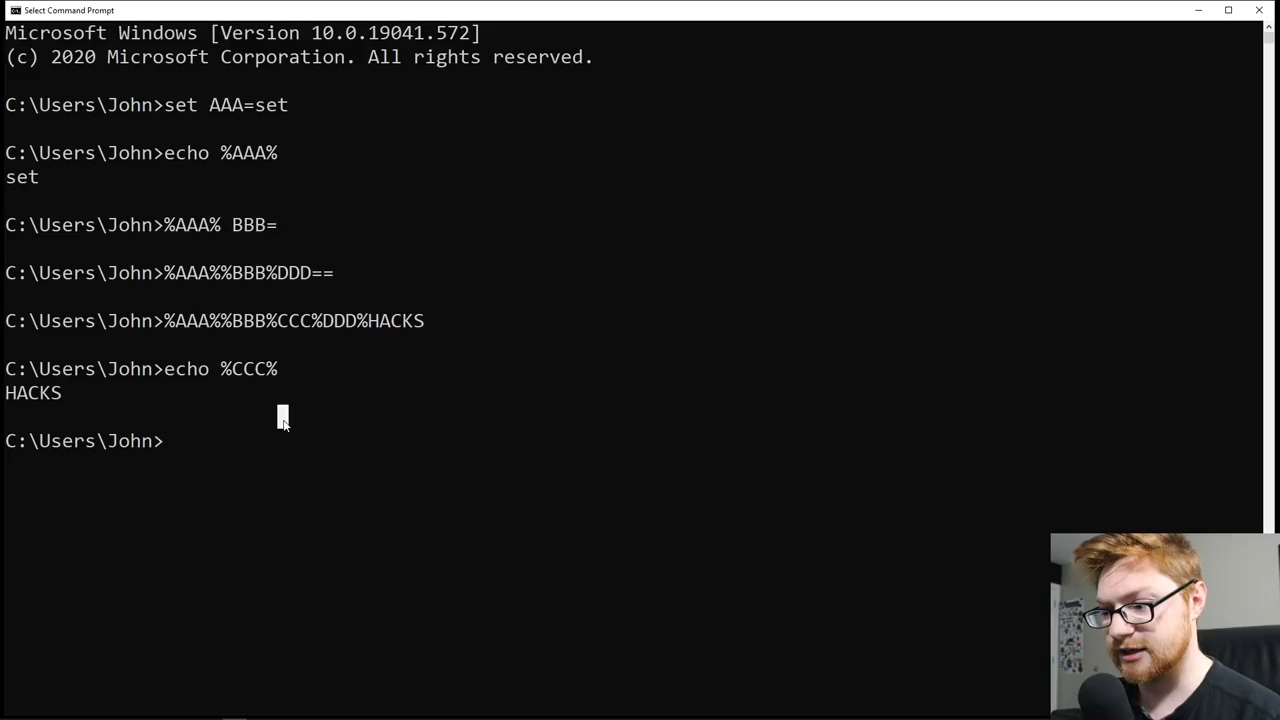 Select Command Prompt
Microsoft Windows [Version 10.0.19041.572]
(c) 2020 Microsoft Corporation. All rights reserved.
C:\Users\John>set AAA=set
C:\Users\John>echo %AAA%
set
C:\Users\John>%AAA% BBB=
C:\Users\John>%AAA%%BBB%DDD==
C:\Users\John>%AAA%%BBB%CCC%DDD%HACKS
C:\Users\John>echo %CCC%
HACKS
C:\Users\John>